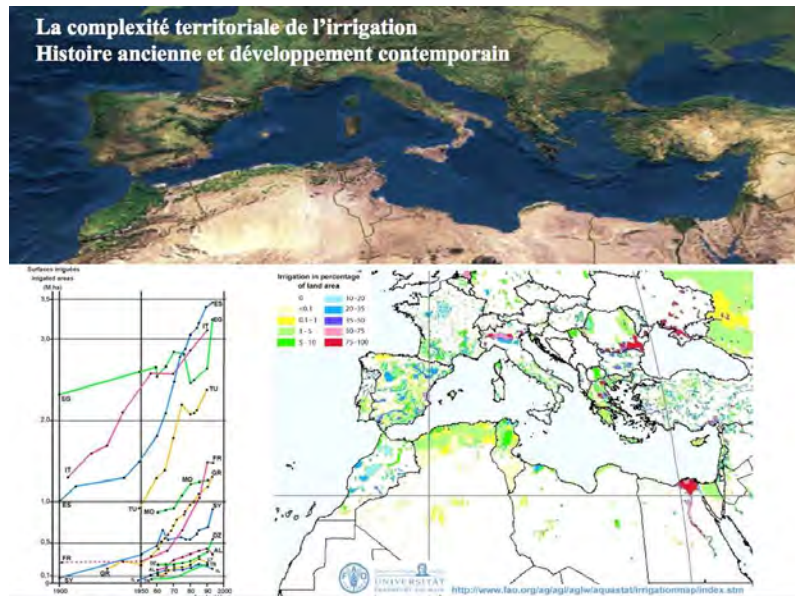 La complexité territoriale de l'irrigation
Histoire ancienne et développement contemporain
Surfaces irriguées
irrigated areas
(M.ha)
3,5
3,0
2,0
1,0
0,5
0,1
0
ES
IT
EG
TU
FR
GR
SY
DZ
AL
EG
IT
ES
TU
MO
MO
FR
SY
GR
1900
1950
60
70
80
90
2000
Irrigation in percentage
of land area
0
<0.1
0.1-1
1-5
5-10
10-20
20-35
35-50
50-75
75-100
FAO
UNIVERSITÄT
http://www.fao.org/ag/agl/aglw/aquastat/irrigationmap/index.stm